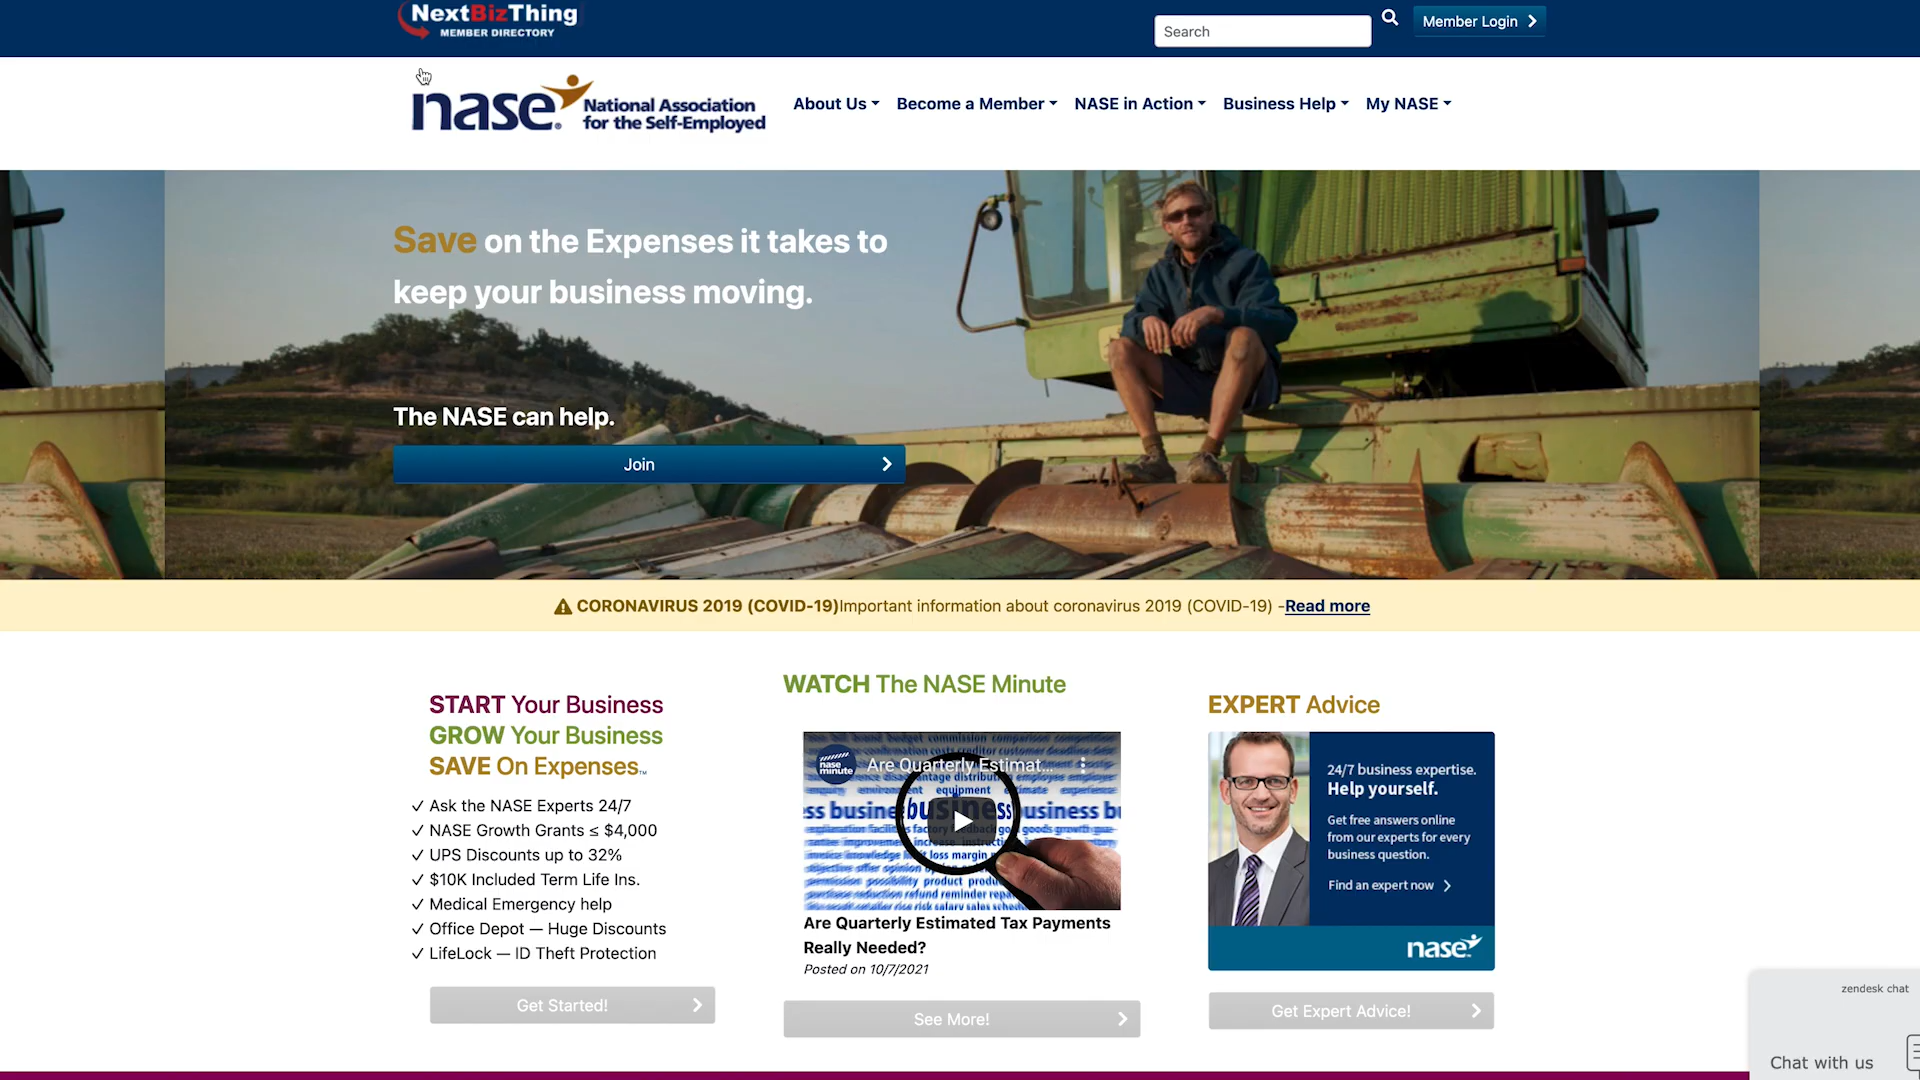 NextBizThing
MEMBER DIRECTORY
Search
Member Login
nase®
National Association
for the Self-Employed
About Us
Become a Member
NASE in Action
Business Help
My NASE
Save on the Expenses it takes to
keep your business moving.
The NASE can help.
Join
CORONAVIRUS 2019 (COVID-19)Important information about coronavirus 2019 (COVID-19) -Read more
START Your Business
GROW Your Business
SAVE On Expenses™
✓ Ask the NASE Experts 24/7
✓ NASE Growth Grants ≤ $4,000
✓ UPS Discounts up to 32%
✓ $10K Included Term Life Ins.
✓ Medical Emergency help
✓ Office Depot — Huge Discounts
✓ LifeLock — ID Theft Protection
Get Started!
WATCH The NASE Minute
nase
minute
Are Quarterly Estimat...
equipment
business
loss margin
Are Quarterly Estimated Tax Payments
Really Needed?
Posted on 10/7/2021
See More!
EXPERT Advice
24/7 business expertise.
Help yourself.
Get free answers online
from our experts for every
business question.
Find an expert now
nase
Get Expert Advice!
zendesk chat
Chat with us